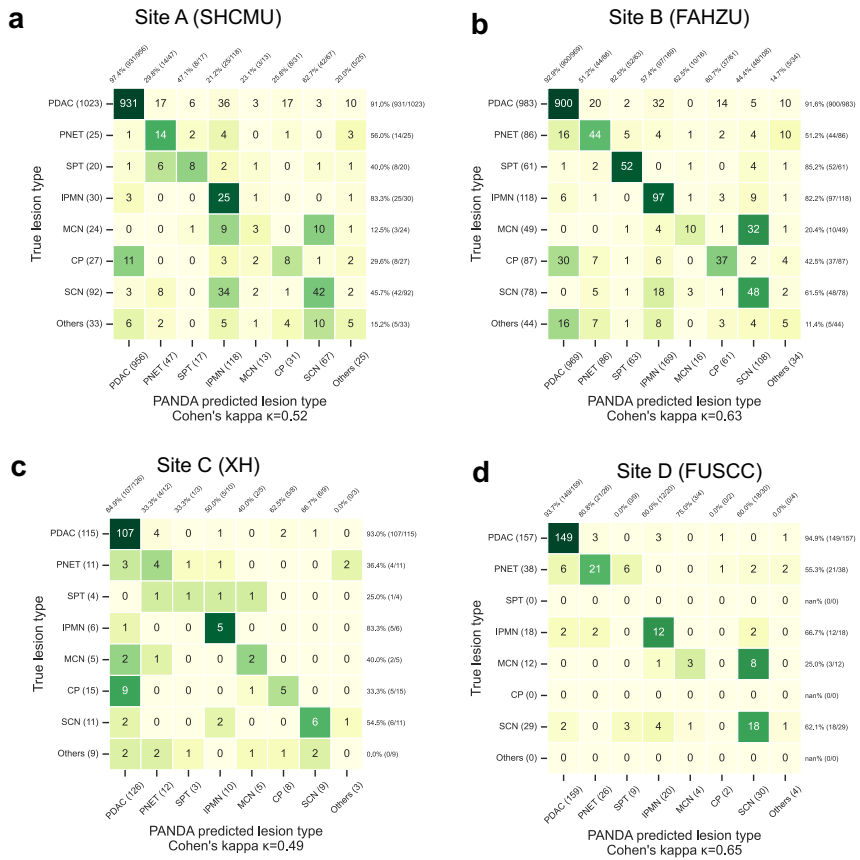 a
Site A (SHCMU)
97.4% (931/956)
29.8% (14/47)
47.1% (8/17)
21.2% (25/118)
23.1% (3/13)
25.8% (8/31)
62.7% (42/67)
20.0% (5/25)
True lesion type
PDAC (1023) 931 17 6 36 3 17 3 10 91.0% (931/1023)
PNET (25) 1 14 2 4 0 1 0 3 56.0% (14/25)
SPT (20) 1 6 8 2 1 0 1 1 40.0% (8/20)
IPMN (30) 3 0 0 25 1 0 0 1 83.3% (25/30)
MCN (24) 0 0 1 9 3 0 10 1 12.5% (3/24)
CP (27) 11 0 0 3 2 8 1 2 29.6% (8/27)
SCN (92) 3 8 0 34 2 1 42 2 45.7% (42/92)
Others (33) 6 2 0 5 1 4 10 5 15.2% (5/33)
PDAC (956) PNET (47) SPT (17) IPMN (118) MCN (13) CP (31) SCN (67) Others (25)
PANDA predicted lesion type
Cohen's kappa κ=0.52
b
Site B (FAHZU)
92.9% (900/969)
51.2% (44/86)
82.5% (52/63)
57.4% (97/169)
62.5% (10/16)
60.7% (37/61)
44.4% (48/108)
14.7% (5/34)
True lesion type
PDAC (983) 900 20 2 32 0 14 5 10 91.6% (900/983)
PNET (86) 16 44 5 4 1 2 4 10 51.2% (44/86)
SPT (61) 1 2 52 0 1 0 4 1 85.2% (52/61)
IPMN (118) 6 1 0 97 1 3 9 1 82.2% (97/118)
MCN (49) 0 0 1 4 10 1 32 1 20.4% (10/49)
CP (87) 30 7 1 6 0 37 2 4 42.5% (37/87)
SCN (78) 0 5 1 18 3 1 48 2 61.5% (48/78)
Others (44) 16 7 1 8 0 3 4 5 11.4% (5/44)
PDAC (969) PNET (86) SPT (63) IPMN (169) MCN (16) CP (61) SCN (108) Others (34)
PANDA predicted lesion type
Cohen's kappa κ=0.63
c
Site C (XH)
84.9% (107/126)
33.3% (4/12)
33.3% (1/3)
50.0% (5/10)
40.0% (2/5)
62.5% (5/8)
66.7% (6/9)
0.0% (0/3)
True lesion type
PDAC (115) 107 4 0 1 0 2 1 0 93.0% (107/115)
PNET (11) 3 4 1 1 0 0 0 2 36.4% (4/11)
SPT (4) 0 1 1 1 1 0 0 0 25.0% (1/4)
IPMN (6) 1 0 0 5 0 0 0 0 83.3% (5/6)
MCN (5) 2 1 0 0 2 0 0 0 40.0% (2/5)
CP (15) 9 0 0 0 1 5 0 0 33.3% (5/15)
SCN (11) 2 0 0 2 0 0 6 1 54.5% (6/11)
Others (9) 2 2 1 0 1 1 2 0 0.0% (0/9)
PDAC (126) PNET (12) SPT (3) IPMN (10) MCN (5) CP (8) SCN (9) Others (3)
PANDA predicted lesion type
Cohen's kappa κ=0.49
d
Site D (FUSCC)
93.7% (149/159)
80.8% (21/26)
0.0% (0/9)
60.0% (12/20)
75.0% (3/4)
0.0% (0/2)
60.0% (18/30)
0.0% (0/4)
True lesion type
PDAC (157) 149 3 0 3 0 1 0 1 94.9% (149/157)
PNET (38) 6 21 6 0 0 1 2 2 55.3% (21/38)
SPT (0) 0 0 0 0 0 0 0 0 nan% (0/0)
IPMN (18) 2 2 0 12 0 0 2 0 66.7% (12/18)
MCN (12) 0 0 0 1 3 0 8 0 25.0% (3/12)
CP (0) 0 0 0 0 0 0 0 0 nan% (0/0)
SCN (29) 2 0 3 4 1 0 18 1 62.1% (18/29)
Others (0) 0 0 0 0 0 0 0 0 nan% (0/0)
PDAC (159) PNET (26) SPT (9) IPMN (20) MCN (4) CP (2) SCN (30) Others (4)
PANDA predicted lesion type
Cohen's kappa κ=0.65